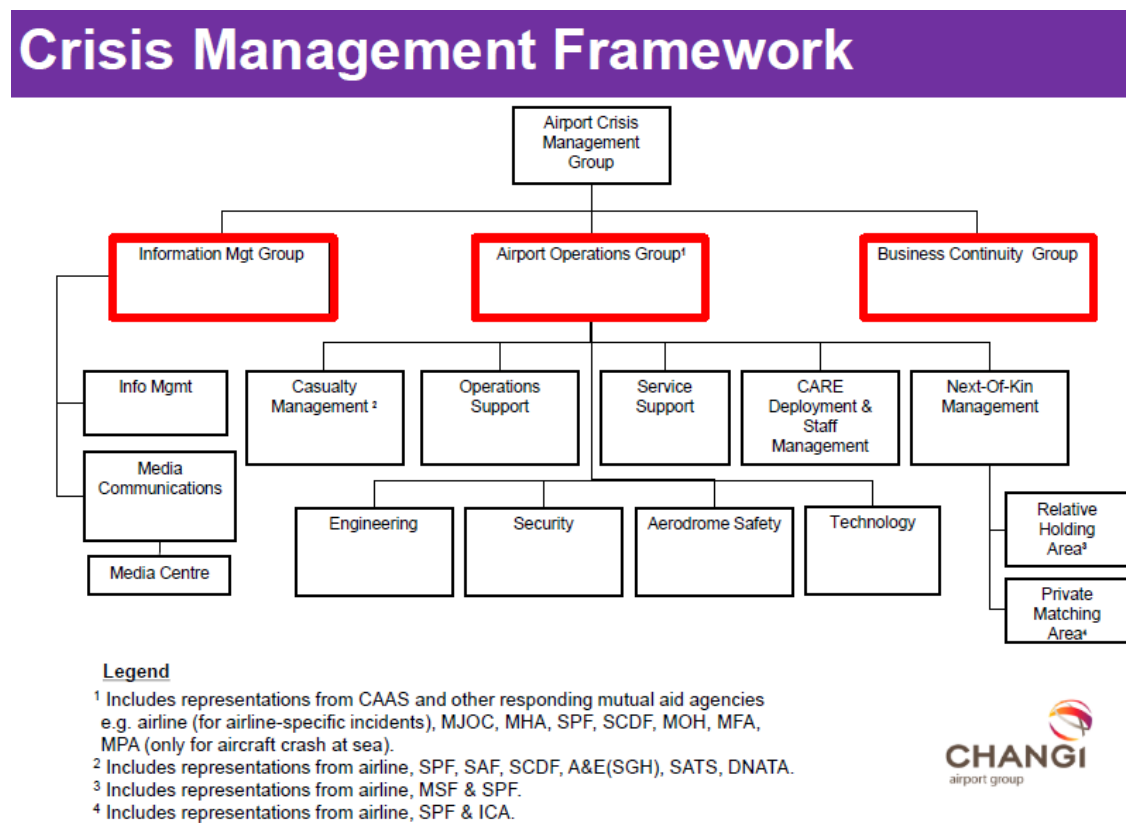 Crisis Management Framework
Airport Crisis
Management
Group
Information Mgt Group
Airport Operations Group¹
Business Continuity Group
Info Mgmt
Casualty
Management ²
Operations
Support
Service
Support
CARE
Deployment &
Staff
Management
Next-Of-Kin
Management
Media
Communications
Media Centre
Engineering
Security
Aerodrome Safety
Technology
Relative
Holding
Area³
Private
Matching
Area⁴
Legend
¹ Includes representations from CAAS and other responding mutual aid agencies
e.g. airline (for airline-specific incidents), MJOC, MHA, SPF, SCDF, MOH, MFA,
MPA (only for aircraft crash at sea).
² Includes representations from airline, SPF, SAF, SCDF, A&E(SGH), SATS, DNATA.
³ Includes representations from airline, MSF & SPF.
⁴ Includes representations from airline, SPF & ICA.
CHANGI
airport group